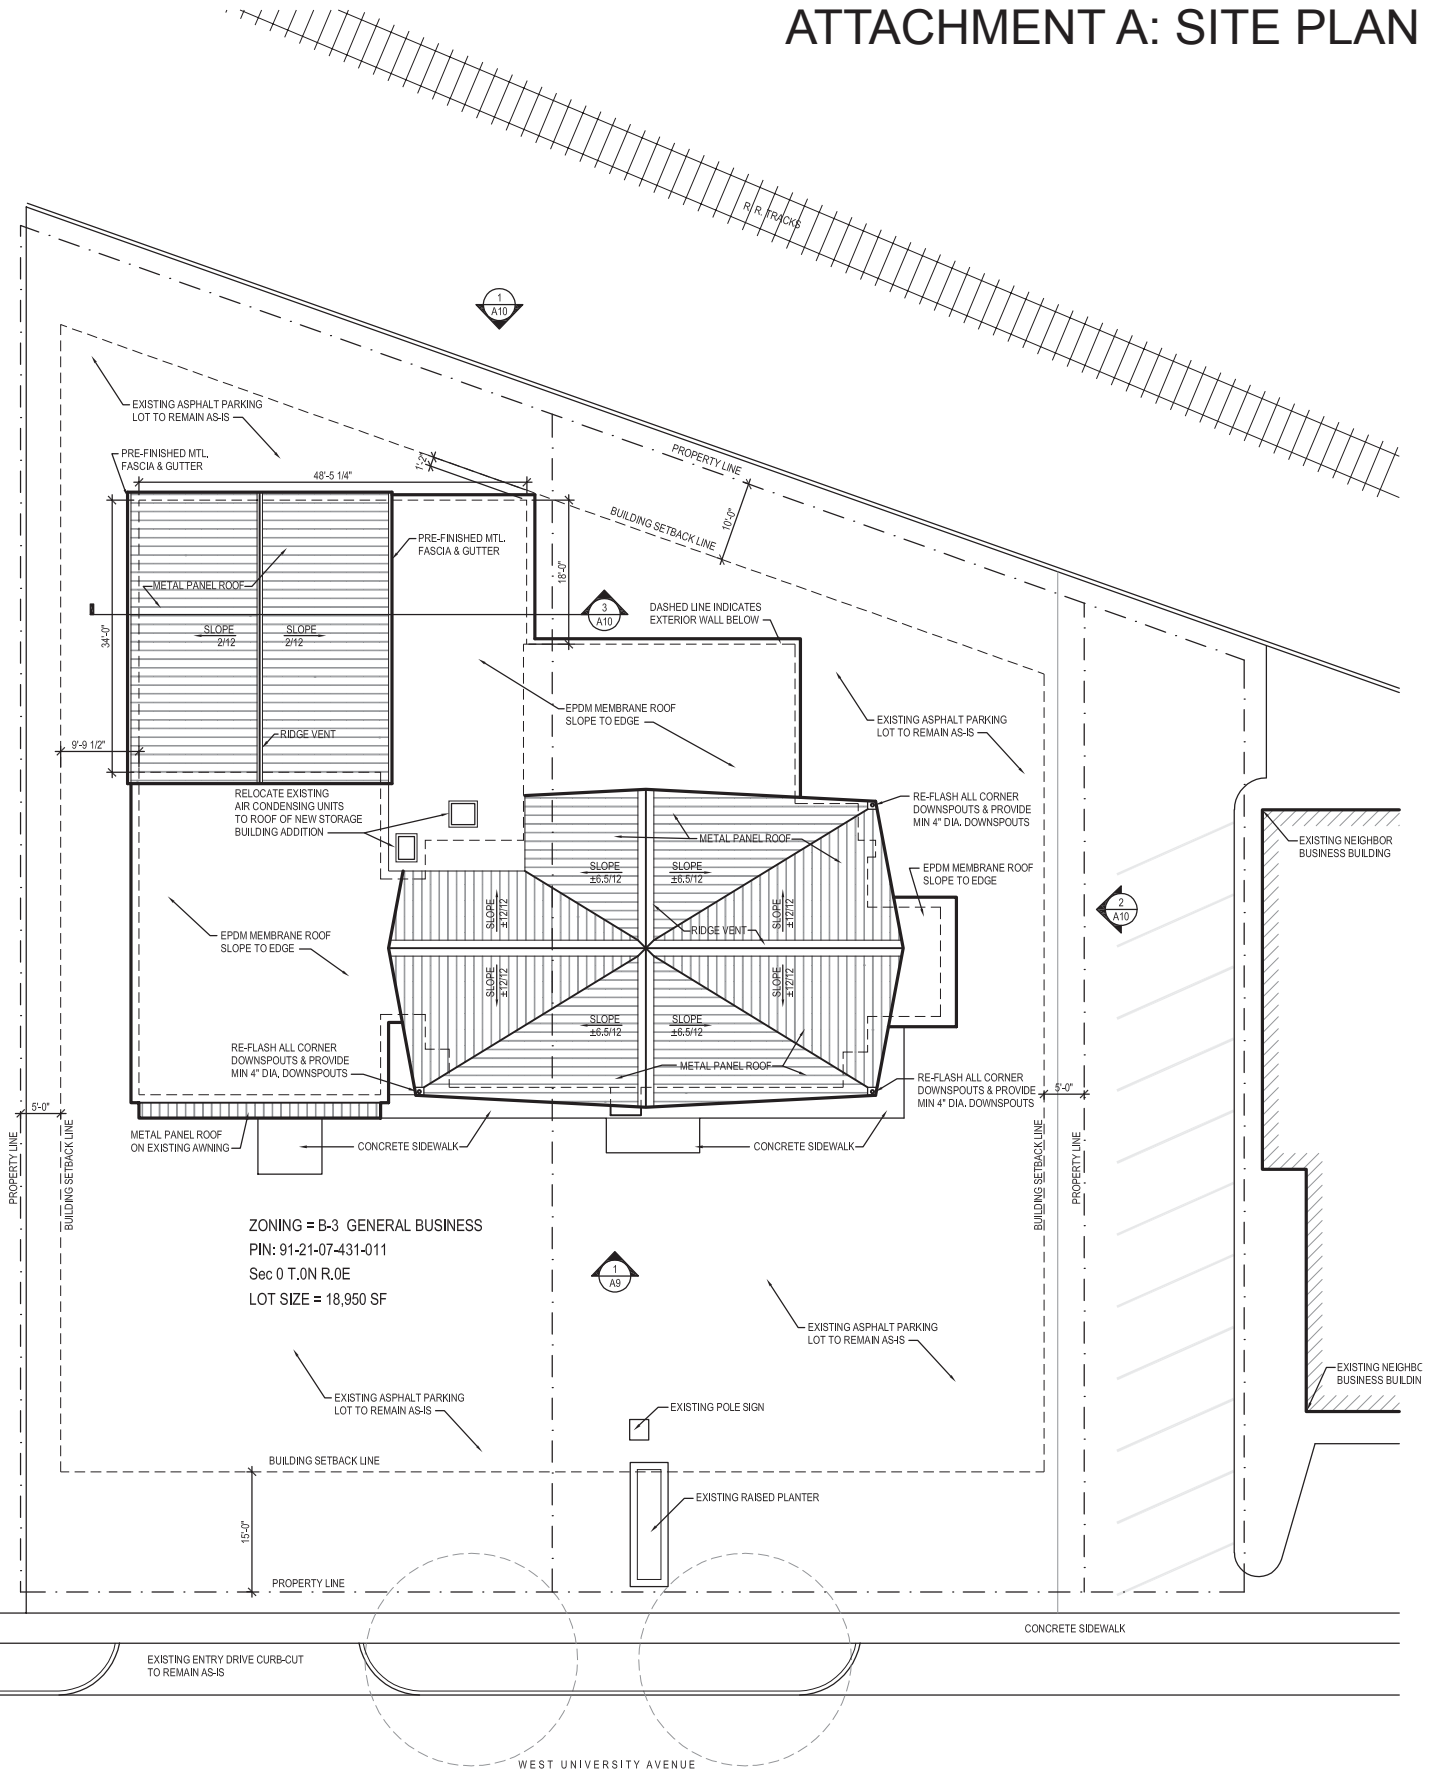 ATTACHMENT A: SITE PLAN
R. R. TRACKS
1
A10
EXISTING ASPHALT PARKING
LOT TO REMAIN AS-IS
PRE-FINISHED MTL.
FASCIA & GUTTER
48'-5 1/4"
1'-2"
PROPERTY LINE
BUILDING SETBACK LINE
10'-0"
PRE-FINISHED MTL.
FASCIA & GUTTER
18'-0"
METAL PANEL ROOF
34'-0"
SLOPE
2/12
SLOPE
2/12
3
A10
DASHED LINE INDICATES
EXTERIOR WALL BELOW
EPDM MEMBRANE ROOF
SLOPE TO EDGE
EXISTING ASPHALT PARKING
LOT TO REMAIN AS-IS
RIDGE VENT
9'-9 1/2"
RELOCATE EXISTING
AIR CONDENSING UNITS
TO ROOF OF NEW STORAGE
BUILDING ADDITION
RE-FLASH ALL CORNER
DOWNSPOUTS & PROVIDE
MIN 4" DIA. DOWNSPOUTS
METAL PANEL ROOF
EXISTING NEIGHBOR
BUSINESS BUILDING
SLOPE
±6.5/12
SLOPE
±6.5/12
EPDM MEMBRANE ROOF
SLOPE TO EDGE
SLOPE
±12/12
SLOPE
±12/12
2
A10
RIDGE VENT
EPDM MEMBRANE ROOF
SLOPE TO EDGE
SLOPE
±12/12
SLOPE
±12/12
SLOPE
±6.5/12
SLOPE
±6.5/12
RE-FLASH ALL CORNER
DOWNSPOUTS & PROVIDE
MIN 4" DIA. DOWNSPOUTS
METAL PANEL ROOF
RE-FLASH ALL CORNER
DOWNSPOUTS & PROVIDE
MIN 4" DIA. DOWNSPOUTS
5'-0"
5'-0"
METAL PANEL ROOF
ON EXISTING AWNING
CONCRETE SIDEWALK
CONCRETE SIDEWALK
PROPERTY LINE
BUILDING SETBACK LINE
BUILDING SETBACK LINE
PROPERTY LINE
ZONING = B-3 GENERAL BUSINESS
PIN: 91-21-07-431-011
Sec 0 T.0N R.0E
LOT SIZE = 18,950 SF
1
A9
EXISTING ASPHALT PARKING
LOT TO REMAIN AS-IS
EXISTING NEIGHBO
BUSINESS BUILDIN
EXISTING ASPHALT PARKING
LOT TO REMAIN AS-IS
EXISTING POLE SIGN
BUILDING SETBACK LINE
EXISTING RAISED PLANTER
15'-0"
PROPERTY LINE
CONCRETE SIDEWALK
EXISTING ENTRY DRIVE CURB-CUT
TO REMAIN AS-IS
WEST UNIVERSITY AVENUE